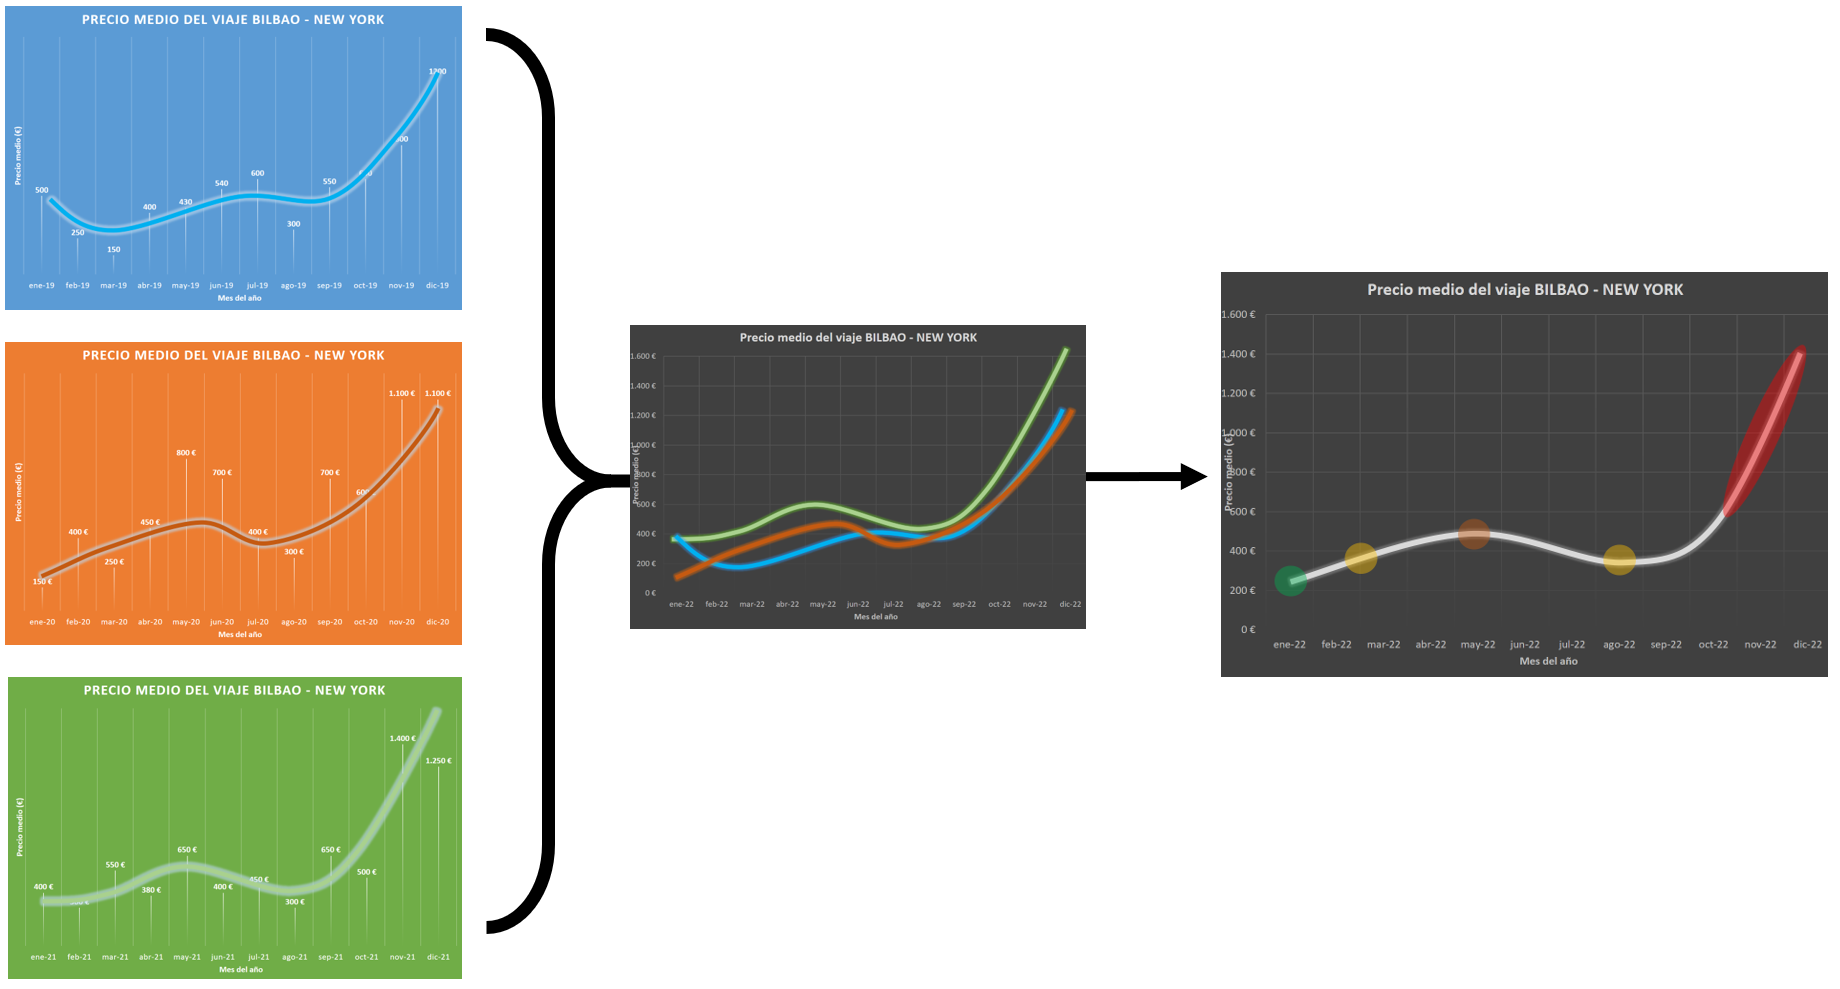 PRECIO MEDIO DEL VIAJE BILBAO - NEW YORK
Precio medio (€)
500
250
150
400
430
540
600
300
550
ene-19 feb-19 mar-19 abr-19 may-19 jun-19 jul-19 ago-19 sep-19 oct-19 nov-19 dic-19
Mes del año
PRECIO MEDIO DEL VIAJE BILBAO - NEW YORK
Precio medio (€)
150 €
400 €
250 €
450 €
800 €
700 €
400 €
300 €
700 €
1.100 €
1.100 €
ene-20 feb-20 mar-20 abr-20 may-20 jun-20 jul-20 ago-20 sep-20 oct-20 nov-20 dic-20
Mes del año
PRECIO MEDIO DEL VIAJE BILBAO - NEW YORK
Precio medio (€)
400 €
550 €
380 €
650 €
400 €
450 €
300 €
650 €
500 €
1.400 €
1.250 €
ene-21 feb-21 mar-21 abr-21 may-21 jun-21 jul-21 ago-21 sep-21 oct-21 nov-21 dic-21
Mes del año
Precio medio del viaje BILBAO - NEW YORK
Precio medio (€)
1.600 €
1.400 €
1.200 €
1.000 €
800 €
600 €
400 €
200 €
0 €
ene-22 feb-22 mar-22 abr-22 may-22 jun-22 jul-22 ago-22 sep-22 oct-22 nov-22 dic-22
Mes del año
Precio medio del viaje BILBAO - NEW YORK
Precio medio (€)
1.600 €
1.400 €
1.200 €
1.000 €
800 €
600 €
400 €
200 €
0 €
ene-22 feb-22 mar-22 abr-22 may-22 jun-22 jul-22 ago-22 sep-22 oct-22 nov-22 dic-22
Mes del año